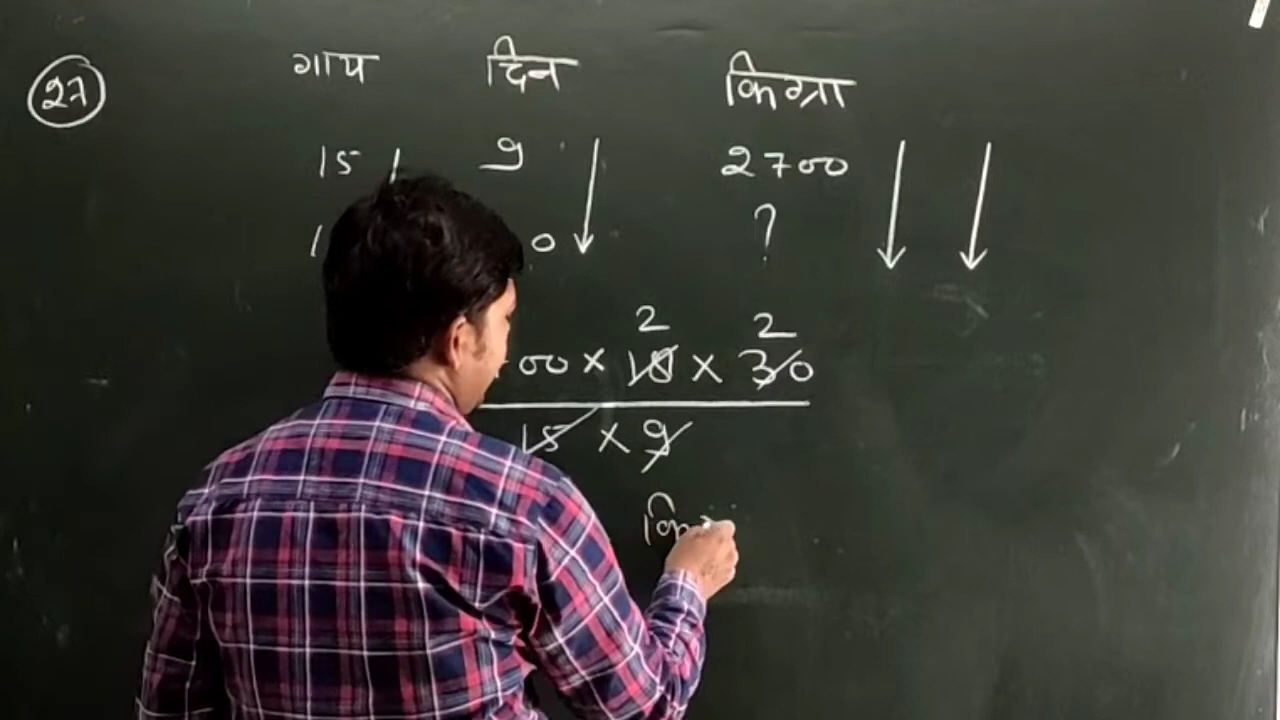 27 गाय दिन किग्रा
15 9 2700
1 0 ?
2 2
00 × 18 × 30
15 × 9
कि